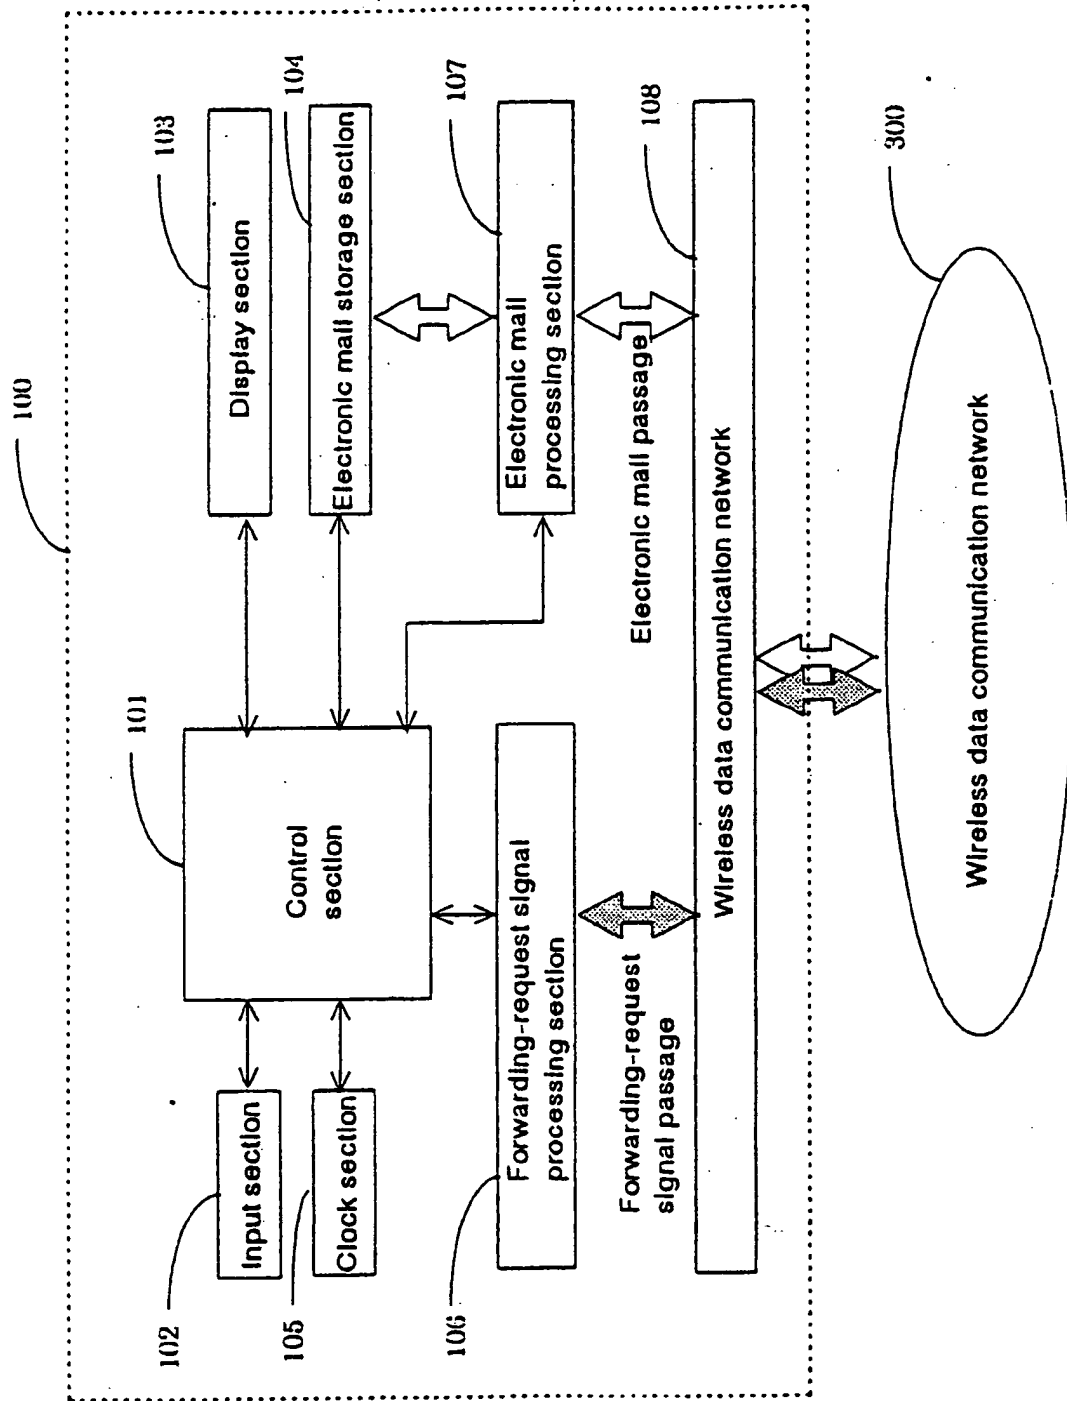 100
103
Display section
104
Electronic mail storage section
107
Electronic mail
processing section
108
101
Control
section
Electronic mail passage
102
Input section
105
Clock section
106
Forwarding-request signal
processing section
Forwarding-request
signal passage
Wireless data communication network
300
Wireless data communication network